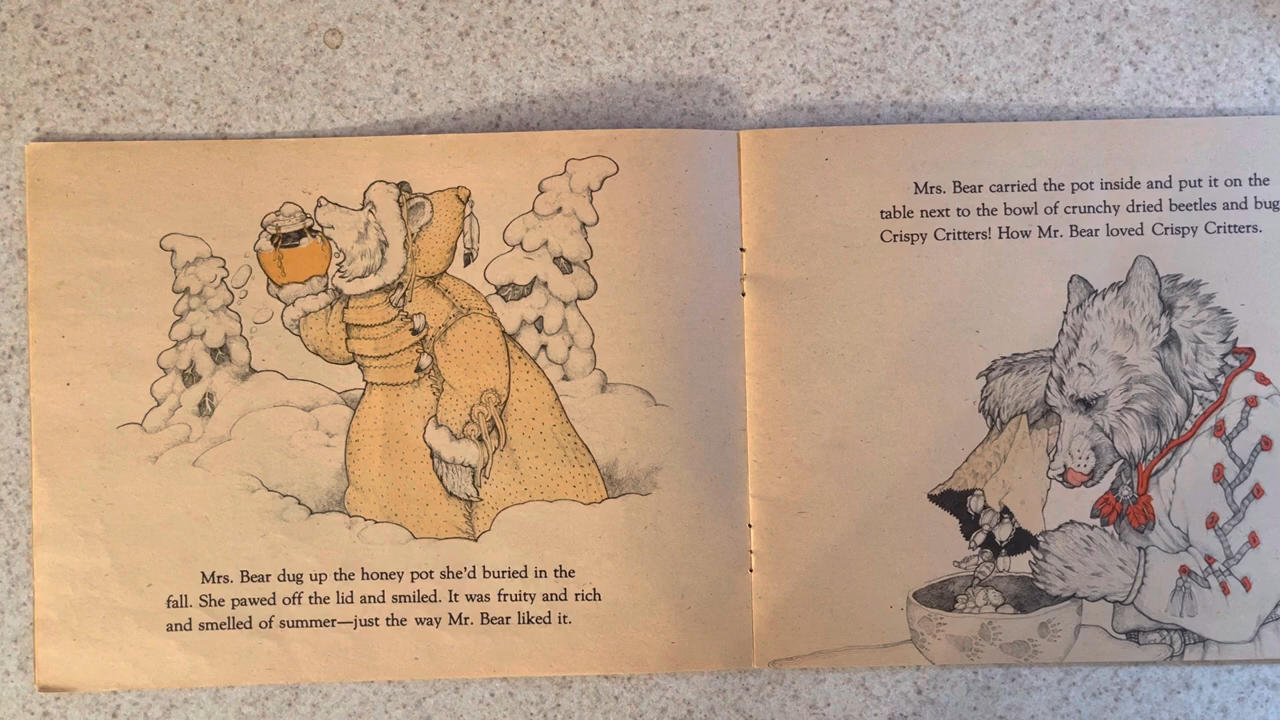 Mrs. Bear dug up the honey pot she'd buried in the
fall. She pawed off the lid and smiled. It was fruity and rich
and smelled of summer—just the way Mr. Bear liked it.
Mrs. Bear carried the pot inside and put it on the
table next to the bowl of crunchy dried beetles and bug
Crispy Critters! How Mr. Bear loved Crispy Critters.